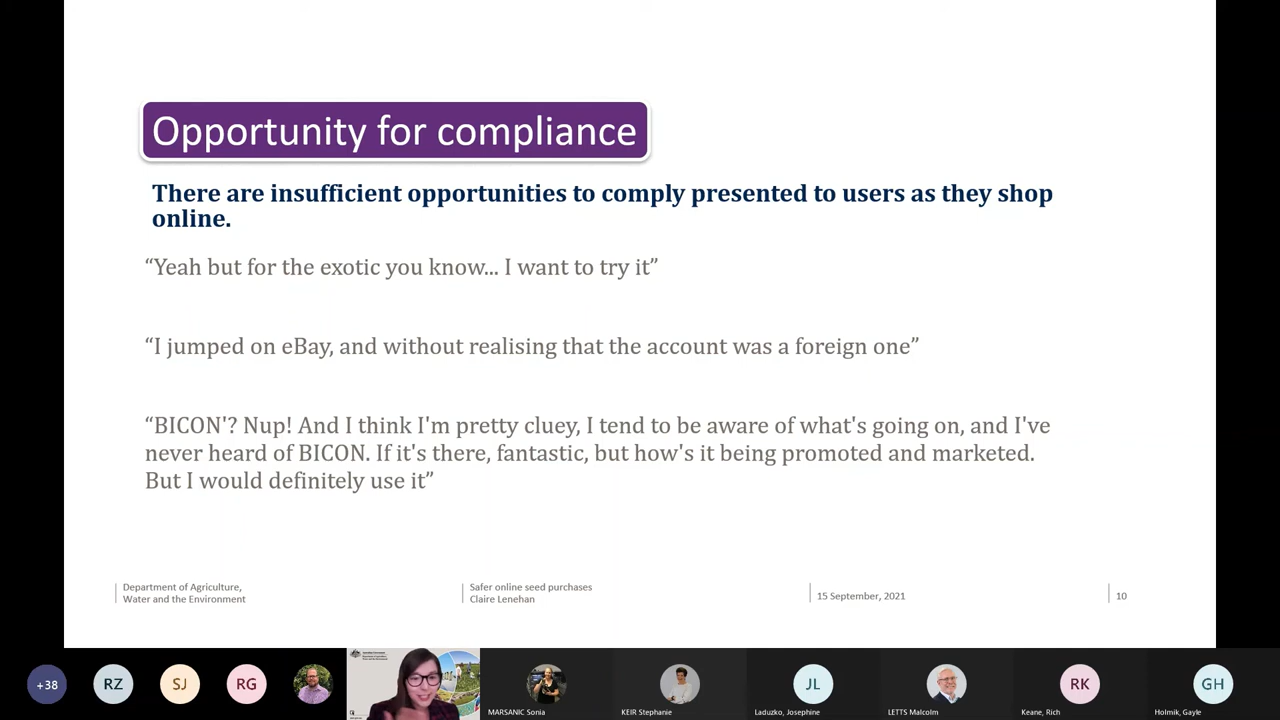 Opportunity for compliance
There are insufficient opportunities to comply presented to users as they shop
online.
“Yeah but for the exotic you know... I want to try it”
“I jumped on eBay, and without realising that the account was a foreign one”
“BICON'? Nup! And I think I'm pretty cluey, I tend to be aware of what's going on, and I've
never heard of BICON. If it's there, fantastic, but how's it being promoted and marketed.
But I would definitely use it”
Department of Agriculture,
Water and the Environment
Safer online seed purchases
Claire Lenehan
15 September, 2021
10
+38
RZ
SJ
RG
JL
RK
GH
MARSANIC Sonia
KEIR Stephanie
Laduzko, Josephine
LETTS Malcolm
Keane, Rich
Holmik, Gayle